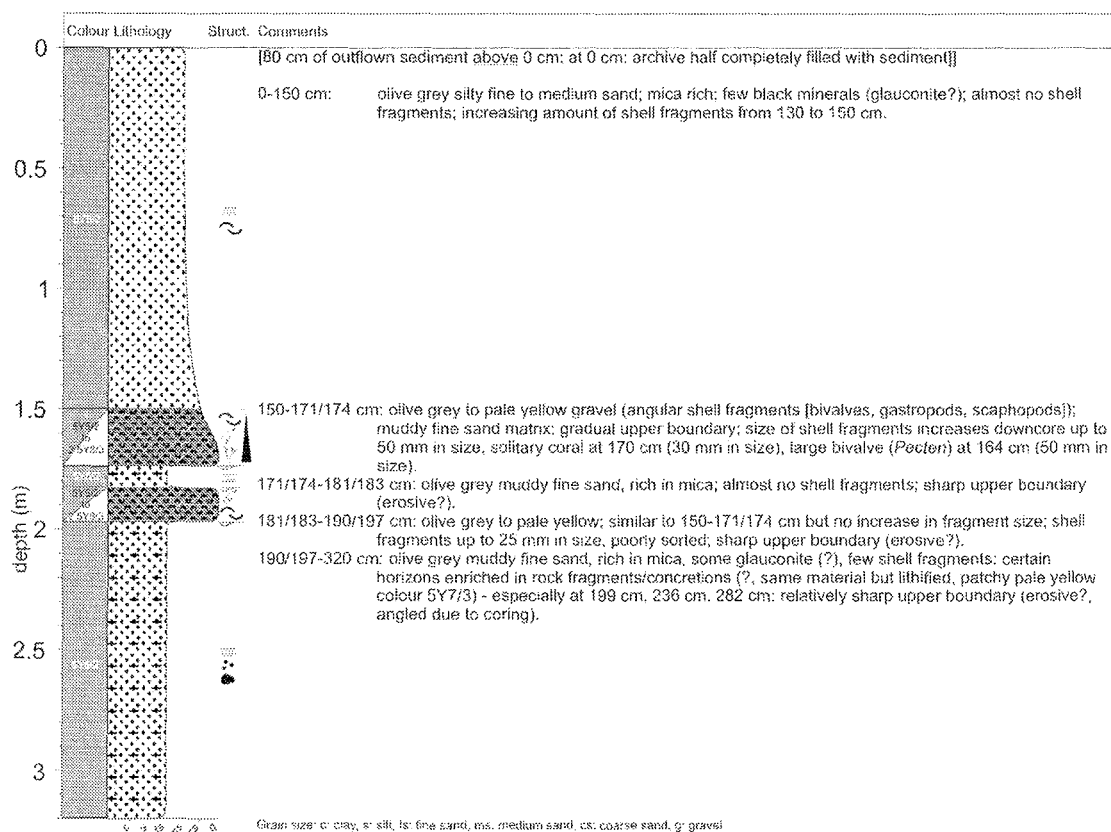 Colour Lithology Struct. Comments
0
[80 cm of outflown sediment above 0 cm; at 0 cm: archive half completely filled with sediment]]
0-150 cm: olive grey silty fine to medium sand; mica rich; few black minerals (glauconite?); almost no shell
fragments; increasing amount of shell fragments from 130 to 150 cm.
0.5
1
1.5
150-171/174 cm: olive grey to pale yellow gravel (angular shell fragments [bivalves, gastropods, scaphopods]);
muddy fine sand matrix; gradual upper boundary; size of shell fragments increases downcore up to
50 mm in size, solitary coral at 170 cm (30 mm in size), large bivalve (Pecten) at 164 cm (50 mm in
size).
171/174-181/183 cm: olive grey muddy fine sand, rich in mica; almost no shell fragments; sharp upper boundary
(erosive?).
181/183-190/197 cm: olive grey to pale yellow; similar to 150-171/174 cm but no increase in fragment size; shell
fragments up to 25 mm in size, poorly sorted; sharp upper boundary (erosive?).
2
190/197-320 cm: olive grey muddy fine sand, rich in mica, some glauconite (?), few shell fragments; certain
horizons enriched in rock fragments/concretions (?, same material but lithified, patchy pale yellow
colour 5Y7/3) - especially at 199 cm, 236 cm, 282 cm; relatively sharp upper boundary (erosive?,
angled due to coring).
depth (m)
2.5
3
Grain size: c: clay, s: silt, fs: fine sand, ms: medium sand, cs: coarse sand, g: gravel